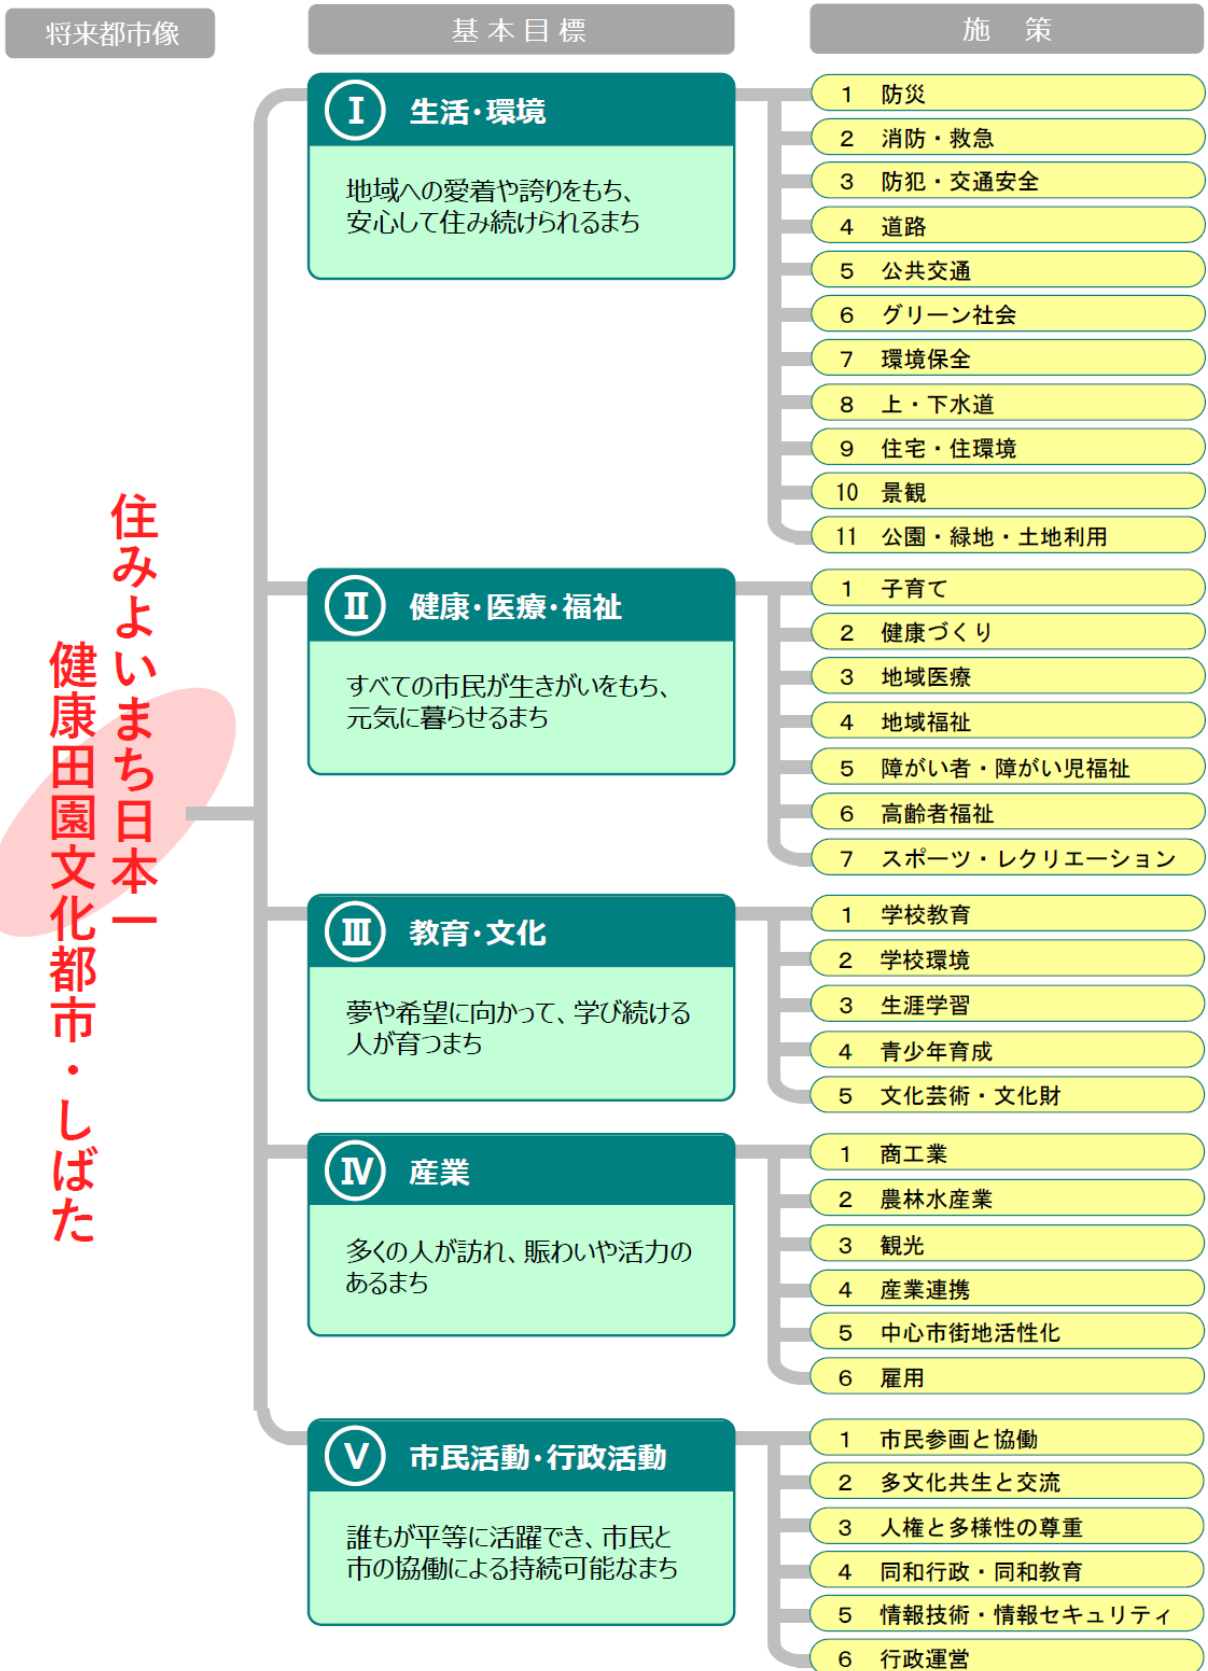 将来都市像
基本目標
施　策
住みよいまち日本一
健康田園文化都市・しばた
Ⅰ 生活・環境
地域への愛着や誇りをもち、
安心して住み続けられるまち
1 防災
2 消防・救急
3 防犯・交通安全
4 道路
5 公共交通
6 グリーン社会
7 環境保全
8 上・下水道
9 住宅・住環境
10 景観
11 公園・緑地・土地利用
Ⅱ 健康・医療・福祉
すべての市民が生きがいをもち、
元気に暮らせるまち
1 子育て
2 健康づくり
3 地域医療
4 地域福祉
5 障がい者・障がい児福祉
6 高齢者福祉
7 スポーツ・レクリエーション
Ⅲ 教育・文化
夢や希望に向かって、学び続ける
人が育つまち
1 学校教育
2 学校環境
3 生涯学習
4 青少年育成
5 文化芸術・文化財
Ⅳ 産業
多くの人が訪れ、賑わいや活力の
あるまち
1 商工業
2 農林水産業
3 観光
4 産業連携
5 中心市街地活性化
6 雇用
Ⅴ 市民活動・行政活動
誰もが平等に活躍でき、市民と
市の協働による持続可能なまち
1 市民参画と協働
2 多文化共生と交流
3 人権と多様性の尊重
4 同和行政・同和教育
5 情報技術・情報セキュリティ
6 行政運営